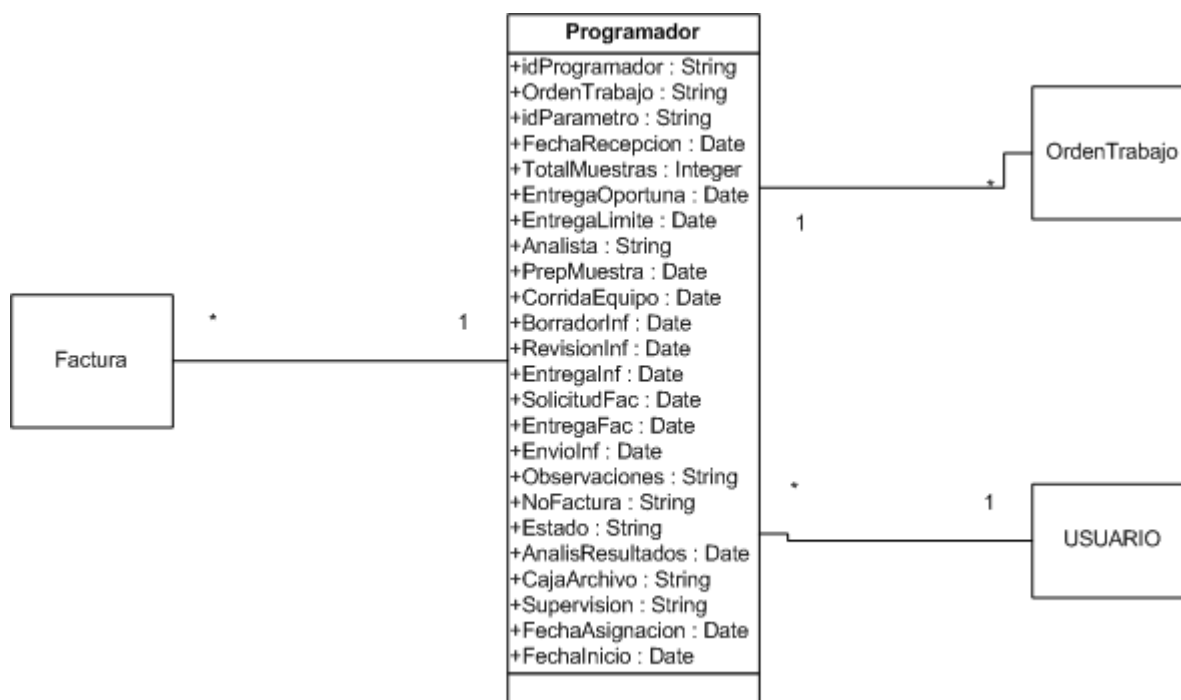 Programador
+idProgramador : String
+OrdenTrabajo : String
+idParametro : String
+FechaRecepcion : Date
+TotalMuestras : Integer
+EntregaOportuna : Date
+EntregaLimite : Date
+Analista : String
+PrepMuestra : Date
+CorridaEquipo : Date
+BorradorInf : Date
+RevisionInf : Date
+EntregaInf : Date
+SolicitudFac : Date
+EntregaFac : Date
+EnvioInf : Date
+Observaciones : String
+NoFactura : String
+Estado : String
+AnalisResultados : Date
+CajaArchivo : String
+Supervision : String
+FechaAsignacion : Date
+FechaInicio : Date
Factura
* 1
OrdenTrabajo
*
1
USUARIO
*
1